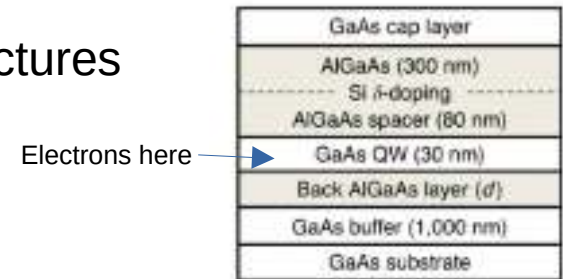 ctures
Electrons here
GaAs cap layer
AlGaAs (300 nm)
Si δ-doping
AlGaAs spacer (80 nm)
GaAs QW (30 nm)
Back AlGaAs layer (d)
GaAs buffer (1,000 nm)
GaAs substrate